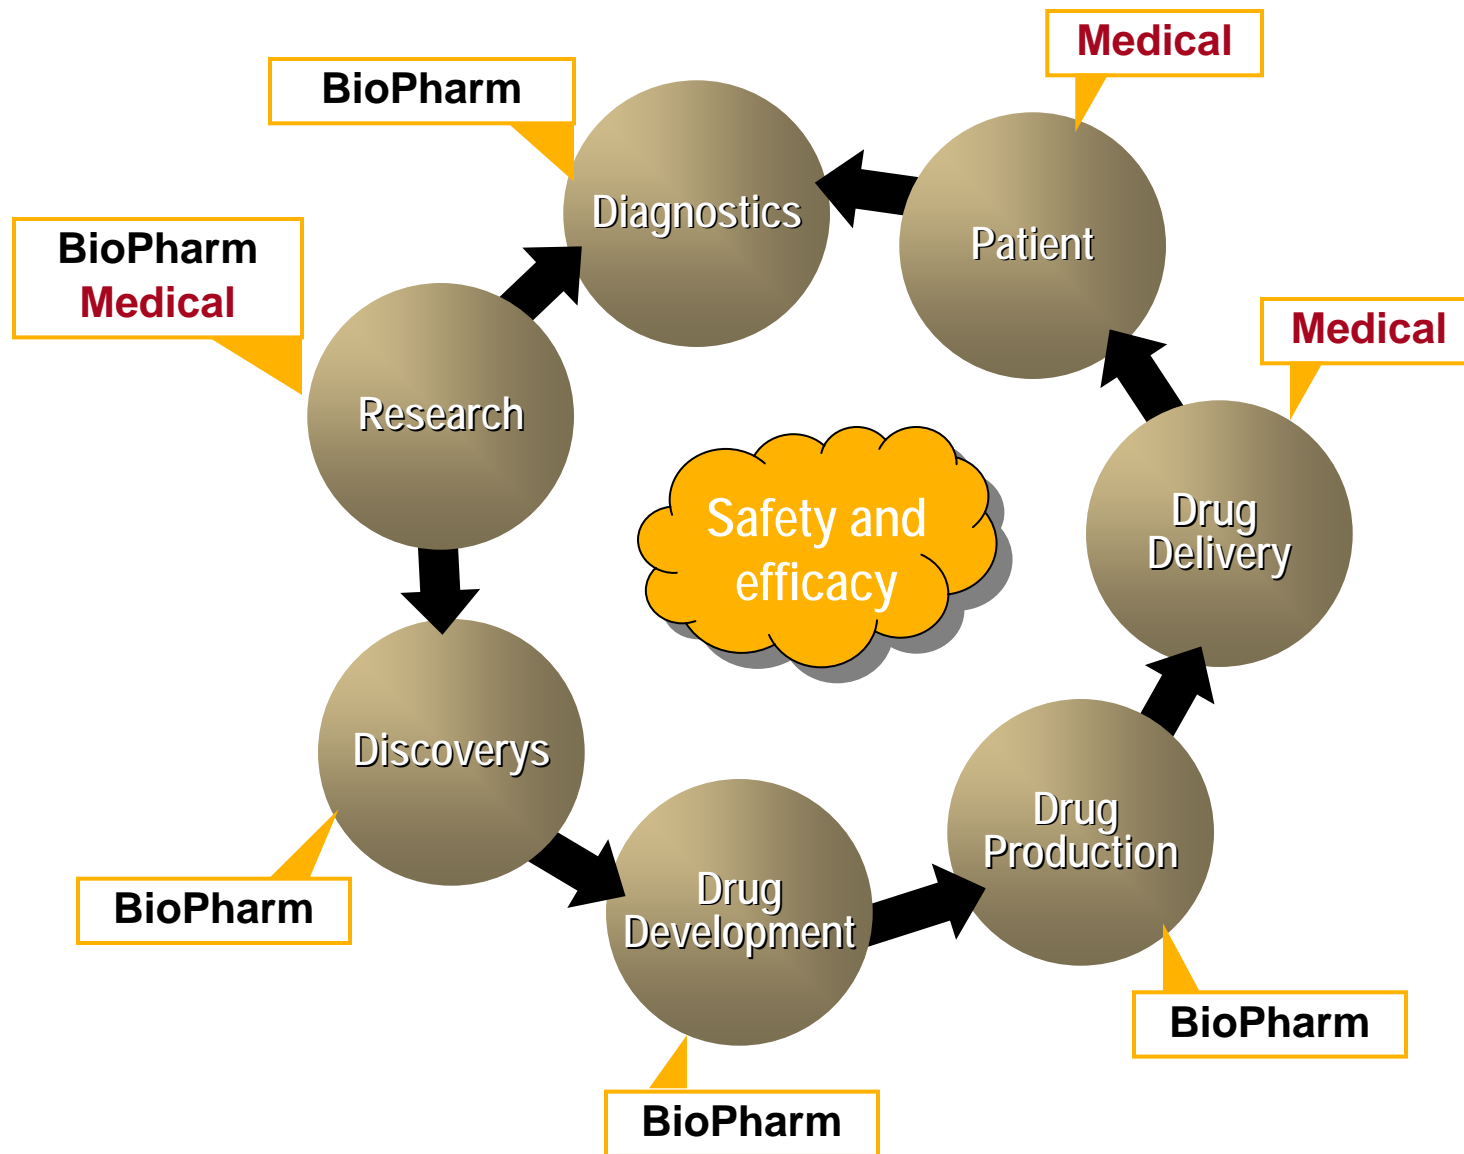 Medical
BioPharm
Diagnostics
Patient
BioPharm
Medical
Medical
Research
Safety and
efficacy
Drug
Delivery
Discoverys
Drug
Production
BioPharm
Drug
Development
BioPharm
BioPharm